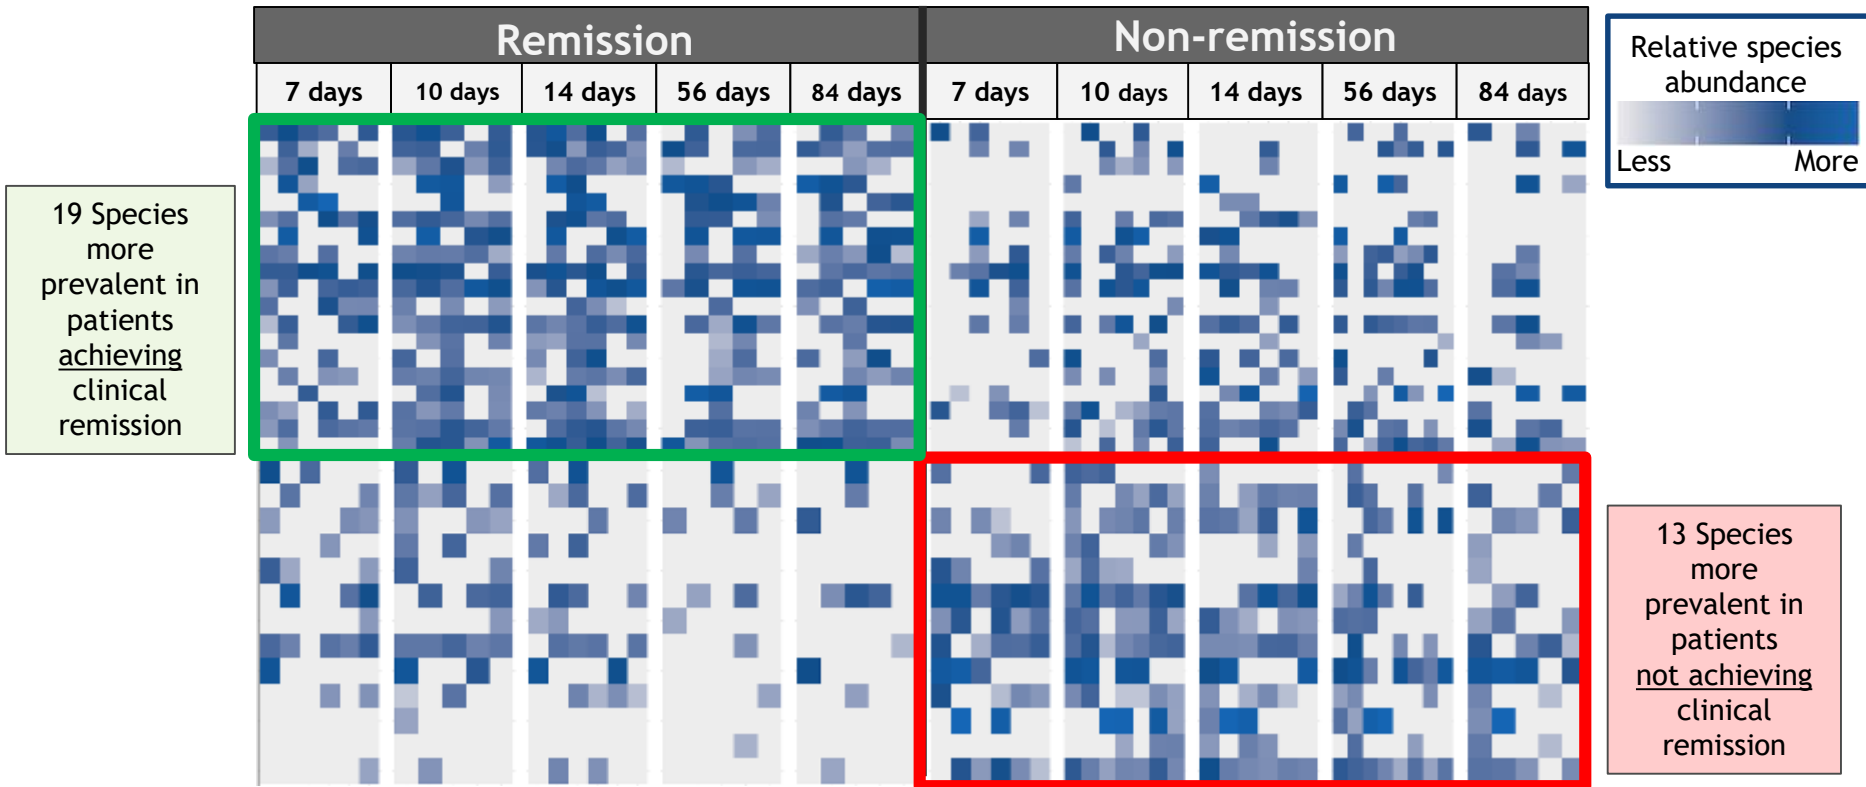 Remission
Non-remission
7 days
10 days
14 days
56 days
84 days
7 days
10 days
14 days
56 days
84 days
Relative species
abundance
Less
More
19 Species
more
prevalent in
patients
achieving
clinical
remission
13 Species
more
prevalent in
patients
not achieving
clinical
remission